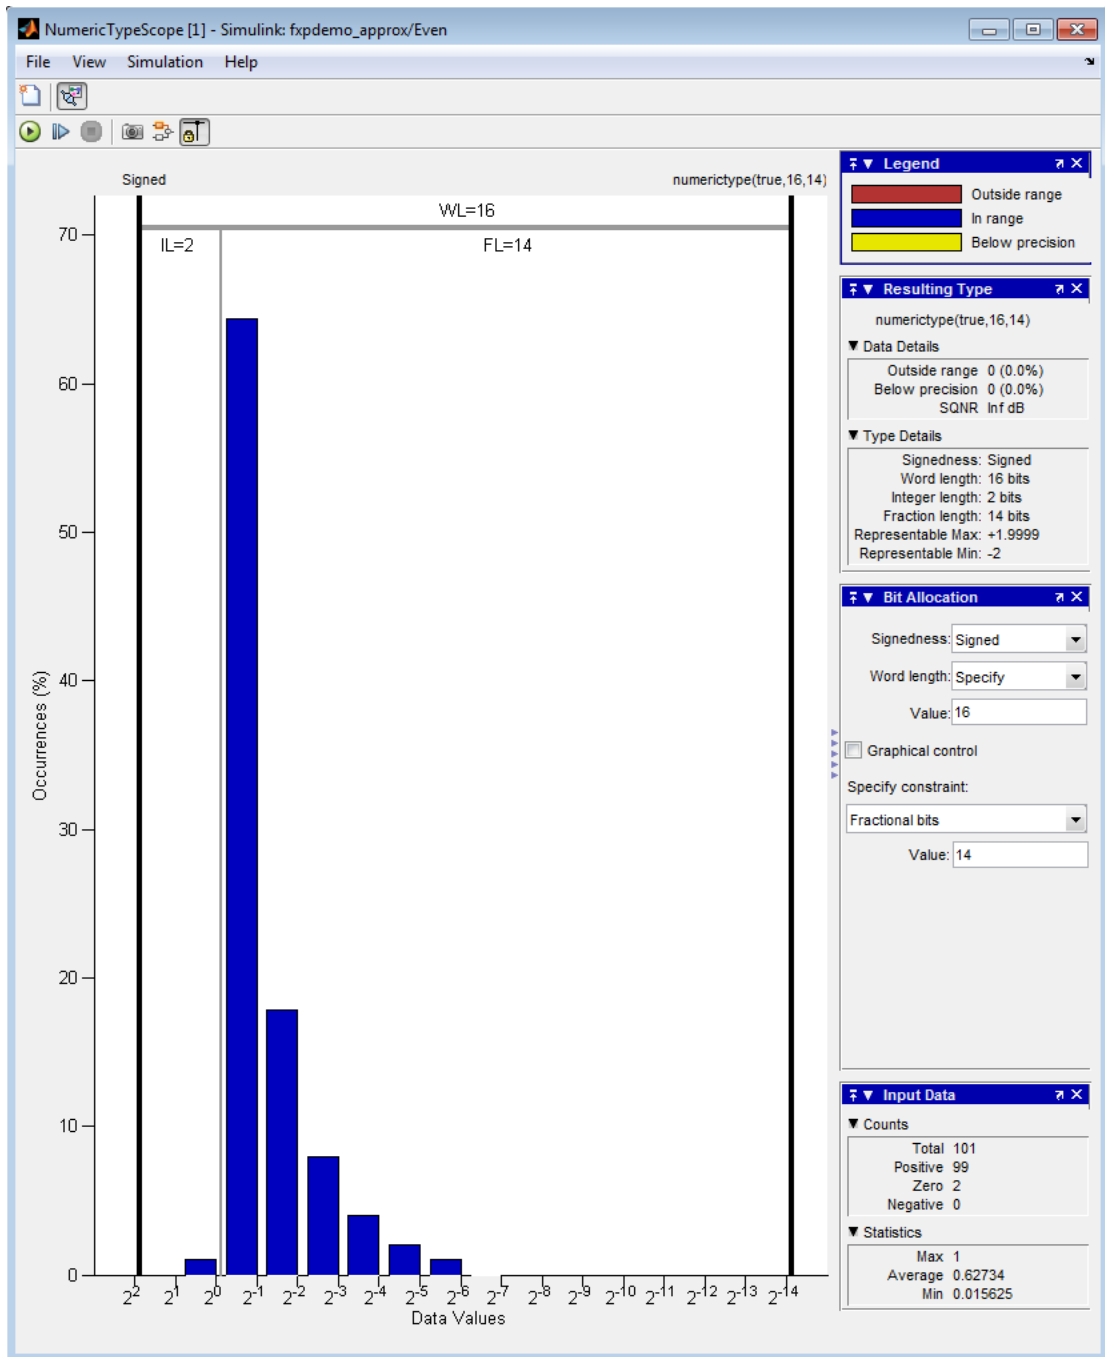 NumericTypeScope [1] - Simulink: fxpdemo_approx/Even
File View Simulation Help
Signed numerictype(true,16,14)
WL=16
IL=2 FL=14
70
60
50
40
30
20
10
0
Occurrences (%)
2^2 2^1 2^0 2^-1 2^-2 2^-3 2^-4 2^-5 2^-6 2^-7 2^-8 2^-9 2^-10 2^-11 2^-12 2^-13 2^-14
Data Values
Legend
Outside range
In range
Below precision
Resulting Type
numerictype(true,16,14)
Data Details
Outside range 0 (0.0%)
Below precision 0 (0.0%)
SQNR Inf dB
Type Details
Signedness: Signed
Word length: 16 bits
Integer length: 2 bits
Fraction length: 14 bits
Representable Max: +1.9999
Representable Min: -2
Bit Allocation
Signedness: Signed
Word length: Specify
Value: 16
Graphical control
Specify constraint:
Fractional bits
Value: 14
Input Data
Counts
Total 101
Positive 99
Zero 2
Negative 0
Statistics
Max 1
Average 0.62734
Min 0.015625